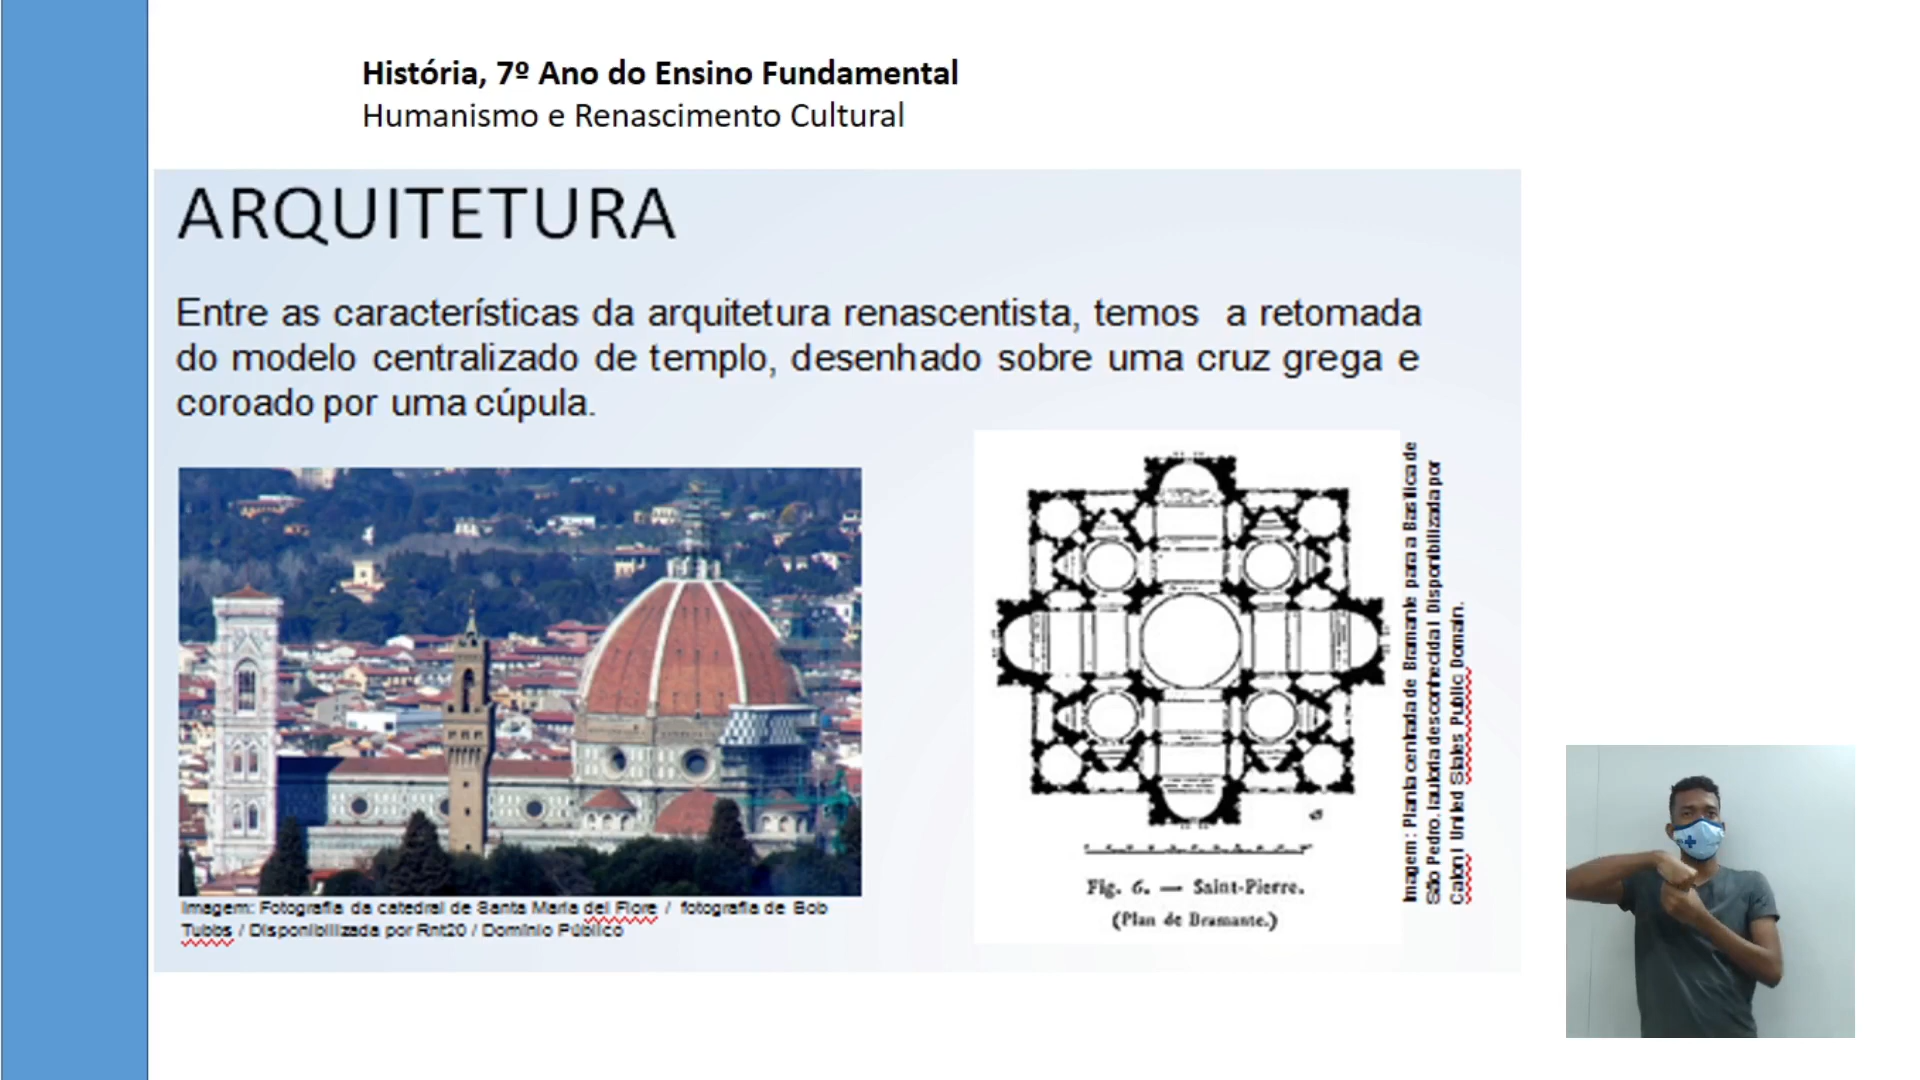 História, 7º Ano do Ensino Fundamental
Humanismo e Renascimento Cultural
ARQUITETURA
Entre as características da arquitetura renascentista, temos a retomada
do modelo centralizado de templo, desenhado sobre uma cruz grega e
coroado por uma cúpula.
Imagem: Fotografia da catedral de Santa Maria del Fiore / fotografia de Bob
Tubbs / Disponibilizada por Rnt20 / Domínio Público
Fig. 6. — Saint-Pierre.
(Plan de Bramante.)
Imagem: Planta centrada de Bramante para a Basílica de
São Pedro. / autoria desconhecida / Disponibilizada por
United States Public Domain.